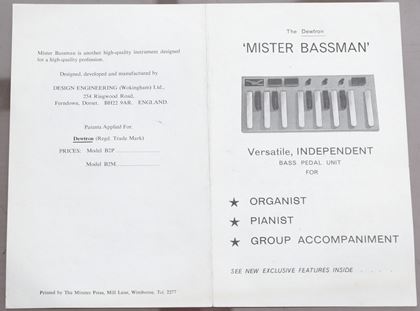 Mister Bassman is another high-quality instrument designed
for a high-quality profession.
Designed, developed and manufactured by
DESIGN ENGINEERING (Wokingham) Ltd.,
254 Ringwood Road,
Ferndown, Dorset. BH22 9AR. ENGLAND.
Patents Applied For
Dewtron (Regd. Trade Mark)
PRICES: Model B2P
Model B2M
Printed by The Minster Press, Mill Lane, Wimborne. Tel. 2277
The Dewtron
'MISTER BASSMAN'
Versatile, INDEPENDENT
BASS PEDAL UNIT
FOR
★ ORGANIST
★ PIANIST
★ GROUP ACCOMPANIMENT
SEE NEW EXCLUSIVE FEATURES INSIDE . . . . .